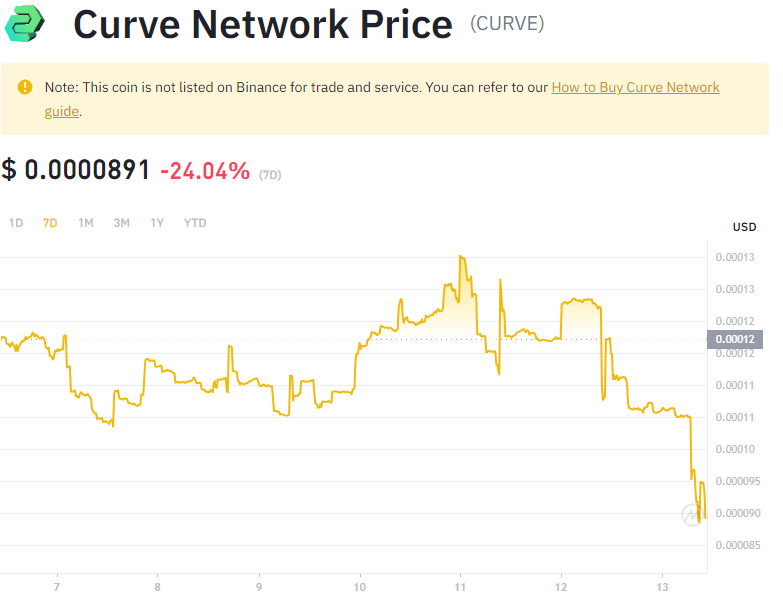 Curve Network Price (CURVE)
Note: This coin is not listed on Binance for trade and service. You can refer to our How to Buy Curve Network
guide.
$ 0.0000891 -24.04% (7D)
1D 7D 1M 3M 1Y YTD
USD
0.00013
0.00013
0.00012
0.00012
0.00012
0.00011
0.00011
0.00010
0.000095
0.000090
0.000085
7 8 9 10 11 12 13